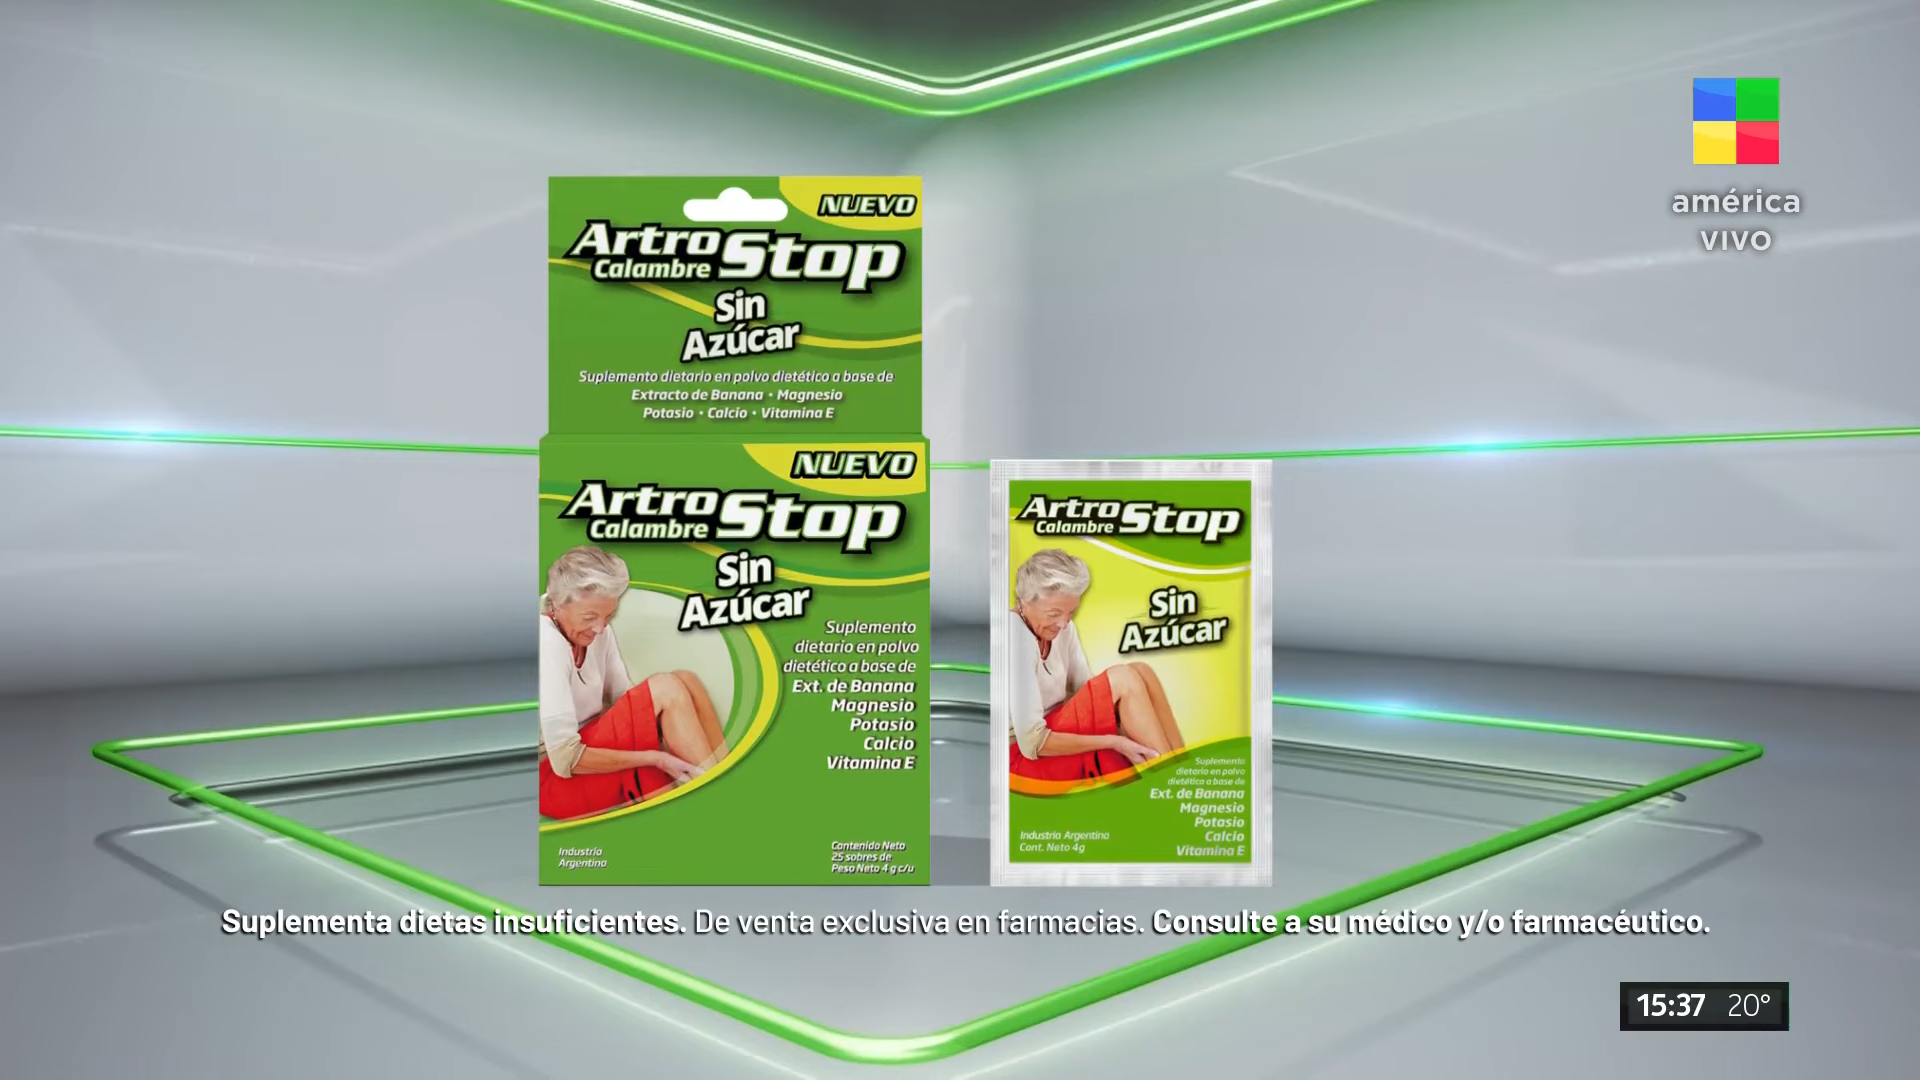 NUEVO
Artro
Calambre Stop
Sin
Azúcar
Suplemento dietario en polvo dietético a base de
Extracto de Banana • Magnesio
Potasio • Calcio • Vitamina E
NUEVO
Artro
Calambre Stop
Sin
Azúcar
Suplemento
dietario en polvo
dietético a base de
Ext. de Banana
Magnesio
Potasio
Calcio
Vitamina E
Industria
Argentina
Contenido Neto
25 sobres de
Peso Neto 4 g c/u
Artro
Calambre Stop
Sin
Azúcar
Suplemento
dietario en polvo
dietético a base de
Ext. de Banana
Magnesio
Potasio
Calcio
Vitamina E
Industria Argentina
Cont. Neto 4g
américa
VIVO
Suplementa dietas insuficientes. De venta exclusiva en farmacias. Consulte a su médico y/o farmacéutico.
15:37 20°